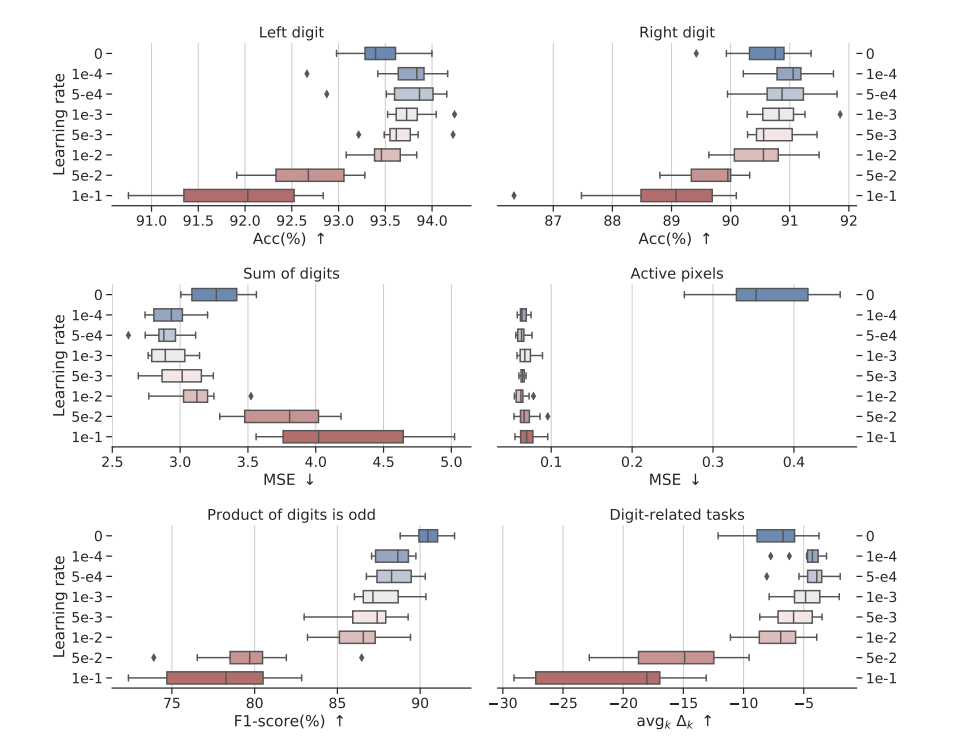 Left digit
Right digit
Learning rate
0
1e-4
5-e4
1e-3
5e-3
1e-2
5e-2
1e-1
0
1e-4
5-e4
1e-3
5e-3
1e-2
5e-2
1e-1
91.0 91.5 92.0 92.5 93.0 93.5 94.0
Acc(%) ↑
87 88 89 90 91 92
Acc(%) ↑
Sum of digits
Active pixels
Learning rate
0
1e-4
5-e4
1e-3
5e-3
1e-2
5e-2
1e-1
0
1e-4
5-e4
1e-3
5e-3
1e-2
5e-2
1e-1
2.5 3.0 3.5 4.0 4.5 5.0
MSE ↓
0.1 0.2 0.3 0.4
MSE ↓
Product of digits is odd
Digit-related tasks
Learning rate
0
1e-4
5-e4
1e-3
5e-3
1e-2
5e-2
1e-1
0
1e-4
5-e4
1e-3
5e-3
1e-2
5e-2
1e-1
75 80 85 90
F1-score(%) ↑
−30 −25 −20 −15 −10 −5
avgₖ Δₖ ↑